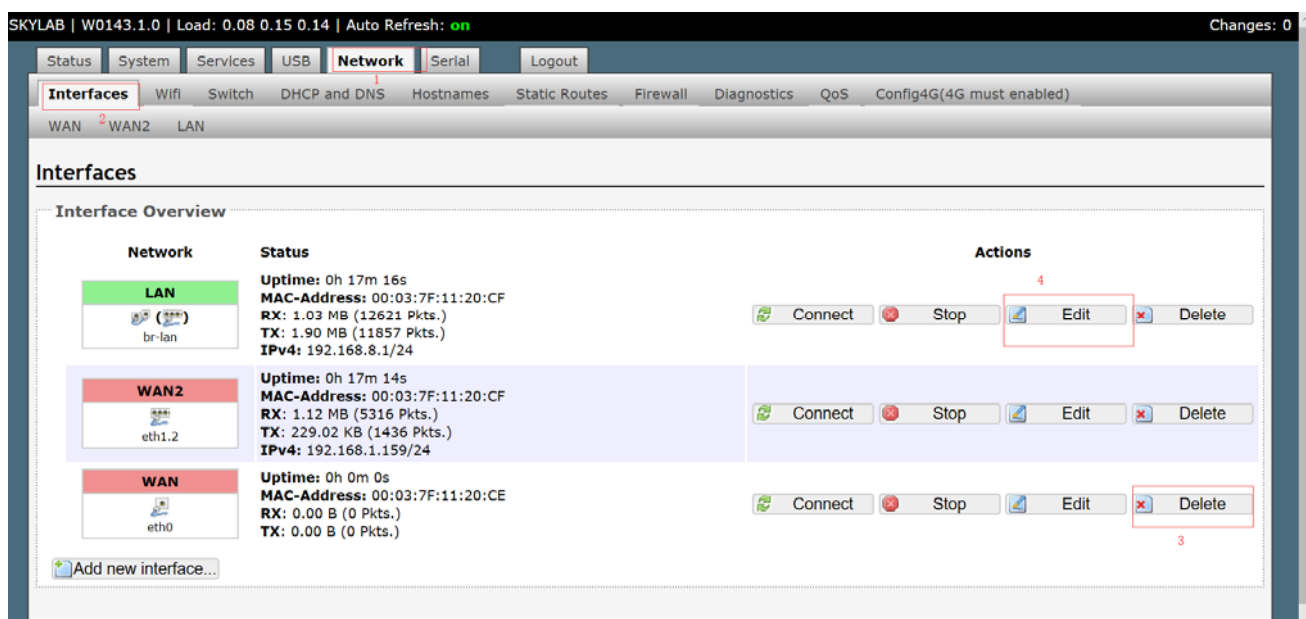 SKYLAB | W0143.1.0 | Load: 0.08 0.15 0.14 | Auto Refresh: on Changes: 0
Status System Services USB Network Serial Logout
1
Interfaces Wifi Switch DHCP and DNS Hostnames Static Routes Firewall Diagnostics QoS Config4G(4G must enabled)
WAN 2 WAN2 LAN
Interfaces
Interface Overview
Network Status Actions
LAN
br-lan
Uptime: 0h 17m 16s
MAC-Address: 00:03:7F:11:20:CF
RX: 1.03 MB (12621 Pkts.)
TX: 1.90 MB (11857 Pkts.)
IPv4: 192.168.8.1/24
4
Connect Stop Edit Delete
WAN2
eth1.2
Uptime: 0h 17m 14s
MAC-Address: 00:03:7F:11:20:CF
RX: 1.12 MB (5316 Pkts.)
TX: 229.02 KB (1436 Pkts.)
IPv4: 192.168.1.159/24
Connect Stop Edit Delete
WAN
eth0
Uptime: 0h 0m 0s
MAC-Address: 00:03:7F:11:20:CE
RX: 0.00 B (0 Pkts.)
TX: 0.00 B (0 Pkts.)
Connect Stop Edit Delete
3
Add new interface...